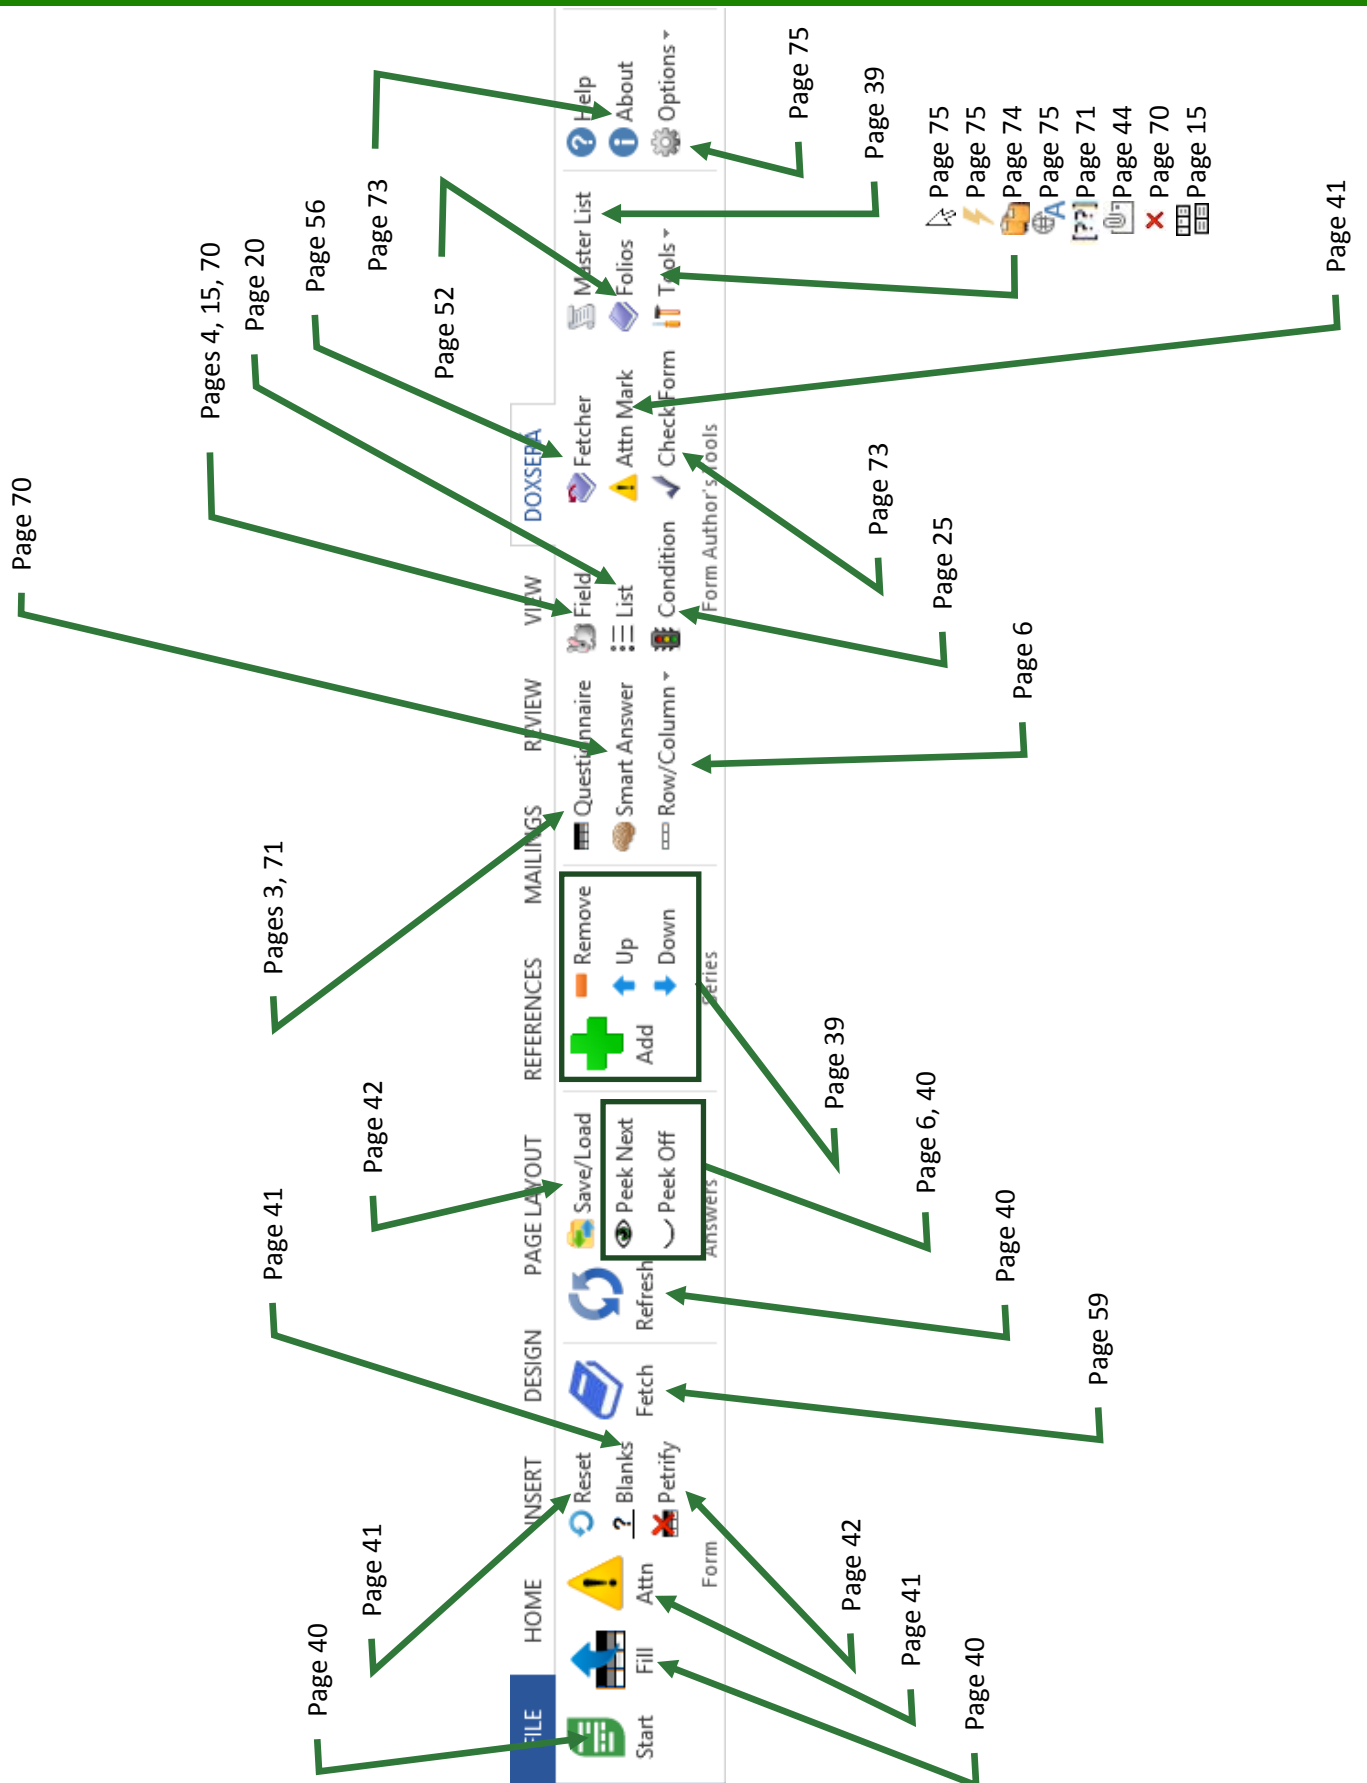 Page 40
Page 41
Page 41
Page 42
Pages 3, 71
Page 70
Pages 4, 15, 70
Page 20
Page 56
Page 52
Page 73
FILE HOME INSERT DESIGN PAGE LAYOUT REFERENCES MAILINGS REVIEW VIEW DOXSERA
Start
Fill
Attn
Reset
Blanks
Petrify
Form
Fetch
Refresh
Save/Load
Peek Next
Peek Off
Answers
Add
Remove
Up
Down
Series
Questionnaire
Smart Answer
Row/Column
Field
List
Condition
Fetcher
Attn Mark
Check Form
Form Author's Tools
Master List
Folios
Tools
Help
About
Options
Page 40
Page 41
Page 42
Page 59
Page 40
Page 6, 40
Page 39
Page 6
Page 25
Page 73
Page 41
Page 75
Page 75
Page 74
Page 75
[??] Page 71
Page 44
Page 70
Page 15
Page 39
Page 75